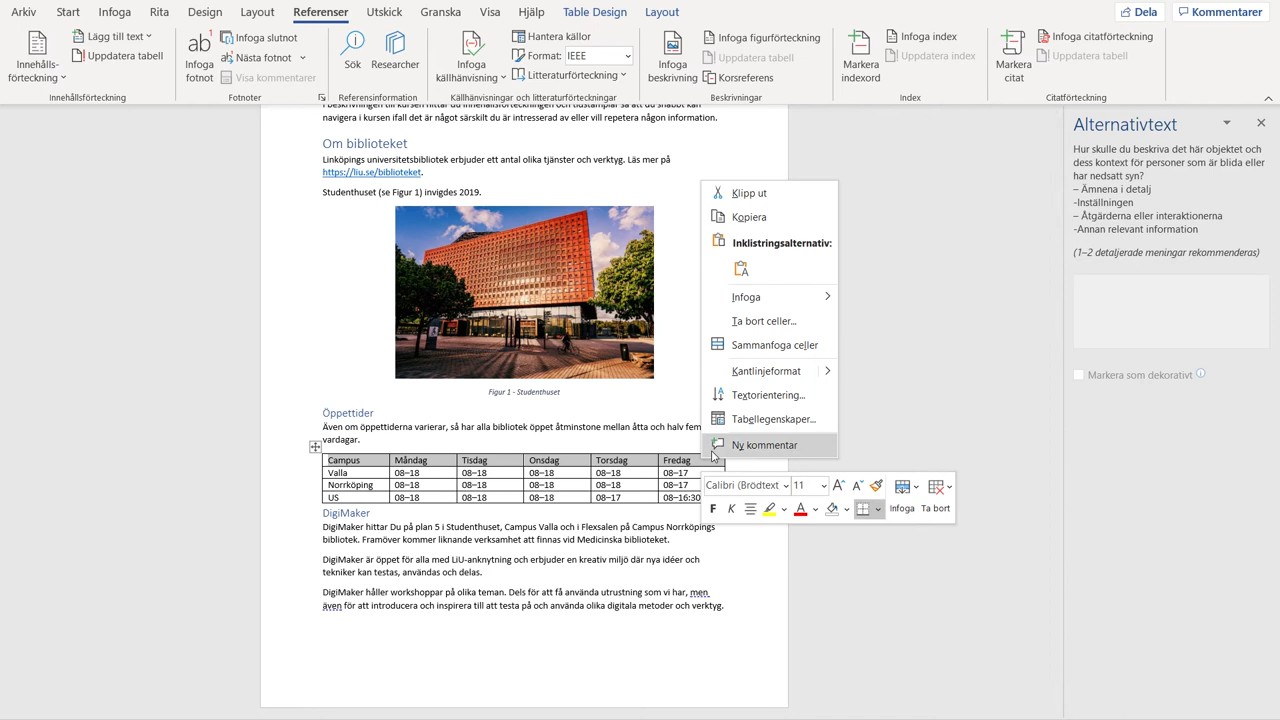 Arkiv Start Infoga Rita Design Layout Referenser Utskick Granska Visa Hjälp Table Design Layout Dela Kommentarer
Innehålls-
förteckning
Lägg till text
Uppdatera tabell
Innehållsförteckning
Infoga
fotnot
Infoga slutnot
Nästa fotnot
Visa kommentarer
Fotnoter
Sök
Researcher
Referensinformation
Infoga
källhänvisning
Hantera källor
Format: IEEE
Litteraturförteckning
Källhänvisningar och litteraturförteckningar
Infoga
beskrivning
Infoga figurförteckning
Uppdatera tabell
Korsreferens
Beskrivningar
Markera
indexord
Infoga index
Uppdatera index
Index
Markera
citat
Infoga citatförteckning
Uppdatera tabell
Citatförteckning
I beskrivningen till kursen hittar du innehållsförteckningen och tidstämplar så att du snabbt kan
navigera i kursen ifall det är något särskilt du är intresserad av eller vill repetera någon information.
Om biblioteket
Linköpings universitetsbibliotek erbjuder ett antal olika tjänster och verktyg. Läs mer på
https://liu.se/biblioteket.
Studenthuset (se Figur 1) invigdes 2019.
Figur 1 - Studenthuset
Öppettider
Även om öppettiderna varierar, så har alla bibliotek öppet åtminstone mellan åtta och halv fem
vardagar.
Campus Måndag Tisdag Onsdag Torsdag Fredag
Valla 08–18 08–18 08–18 08–18 08–17
Norrköping 08–18 08–18 08–18 08–18 08–17
US 08–18 08–18 08–18 08–17 08–16:30
DigiMaker
DigiMaker hittar Du på plan 5 i Studenthuset, Campus Valla och i Flexsalen på Campus Norrköpings
bibliotek. Framöver kommer liknande verksamhet att finnas vid Medicinska biblioteket.
DigiMaker är öppet för alla med LiU-anknytning och erbjuder en kreativ miljö där nya idéer och
tekniker kan testas, användas och delas.
DigiMaker håller workshoppar på olika teman. Dels för att få använda utrustning som vi har, men
även för att introducera och inspirera till att testa på och använda olika digitala metoder och verktyg.
Klipp ut
Kopiera
Inklistringsalternativ:
Infoga
Ta bort celler...
Sammanfoga celler
Kantlinjeformat
Textorientering...
Tabellegenskaper...
Ny kommentar
Calibri (Brödtext 11 A A
F K A Infoga Ta bort
Alternativtext
Hur skulle du beskriva det här objektet och
dess kontext för personer som är blida eller
har nedsatt syn?
– Ämnena i detalj
-Inställningen
– Åtgärderna eller interaktionerna
-Annan relevant information
(1–2 detaljerade meningar rekommenderas)
Markera som dekorativt